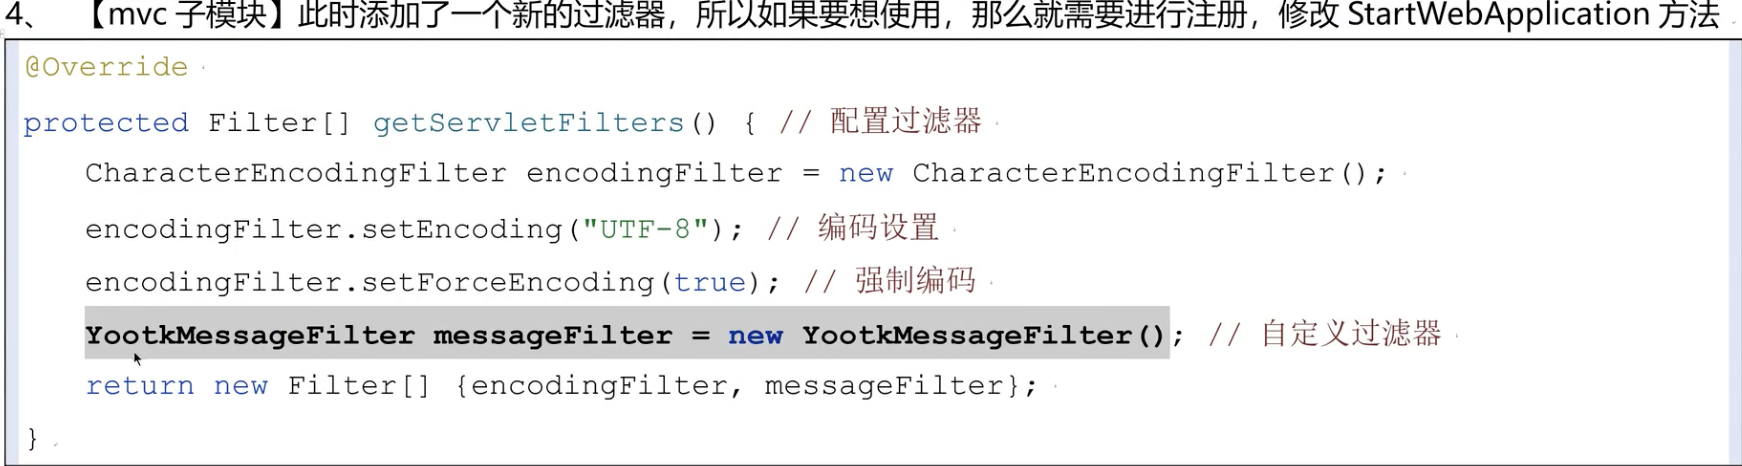 4、 【mvc 子模块】此时添加了一个新的过滤器，所以如果要想使用，那么就需要进行注册，修改 StartWebApplication 方法
@Override
protected Filter[] getServletFilters() { // 配置过滤器
CharacterEncodingFilter encodingFilter = new CharacterEncodingFilter();
encodingFilter.setEncoding("UTF-8"); // 编码设置
encodingFilter.setForceEncoding(true); // 强制编码
YootkMessageFilter messageFilter = new YootkMessageFilter(); // 自定义过滤器
return new Filter[] {encodingFilter, messageFilter};
}